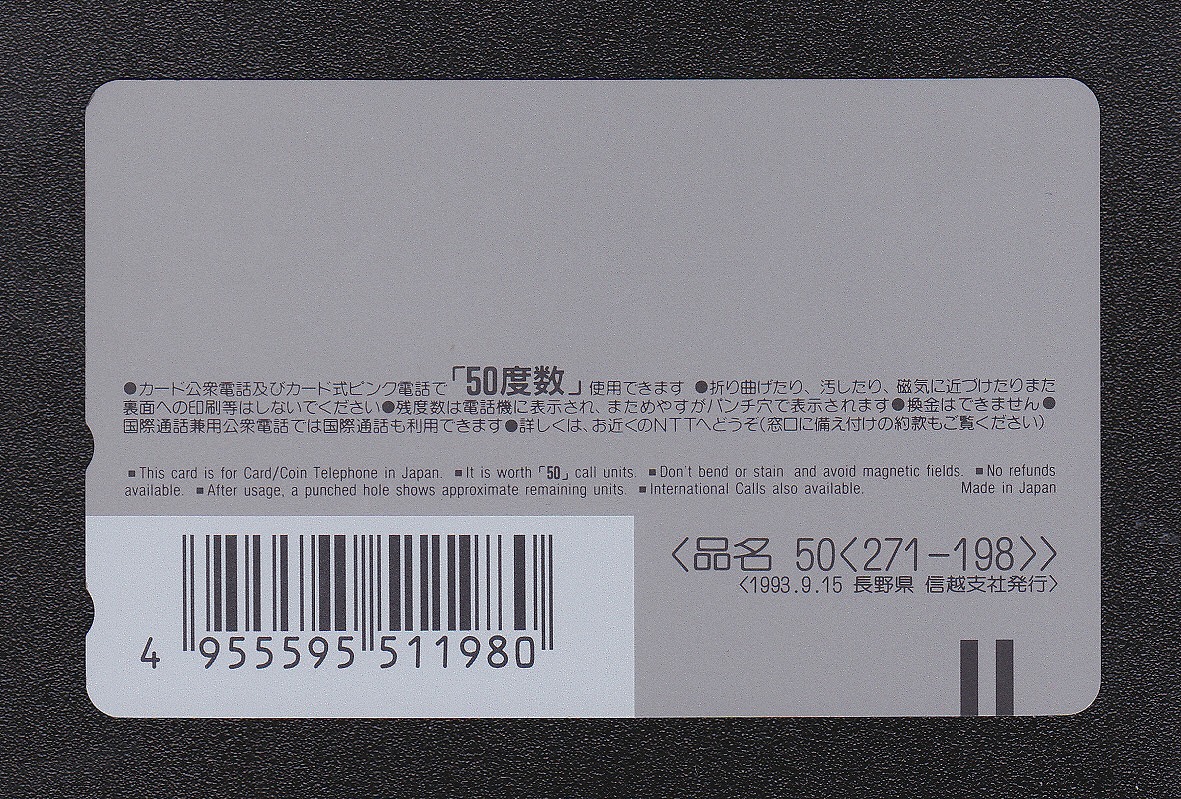 ●カード公衆電話及びカード式ピンク電話で「50度数」使用できます ●折り曲げたり、汚したり、磁気に近づけたりまた
裏面への印刷等はしないでください●残度数は電話機に表示され、まためやすがパンチ穴で表示されます●換金はできません●
国際通話兼用公衆電話では国際通話も利用できます●詳しくは、お近くのNTTへどうぞ(窓口に備え付けの約款もご覧ください)
■This card is for Card/Coin Telephone in Japan. ■It is worth「50」call units. ■Don't bend or stain and avoid magnetic fields. ■No refunds
available. ■After usage, a punched hole shows approximate remaining units. ■International Calls also available. Made in Japan
〈品名 50〈271-198〉〉
〈1993.9.15 長野県 信越支社発行〉
4 955595 511980